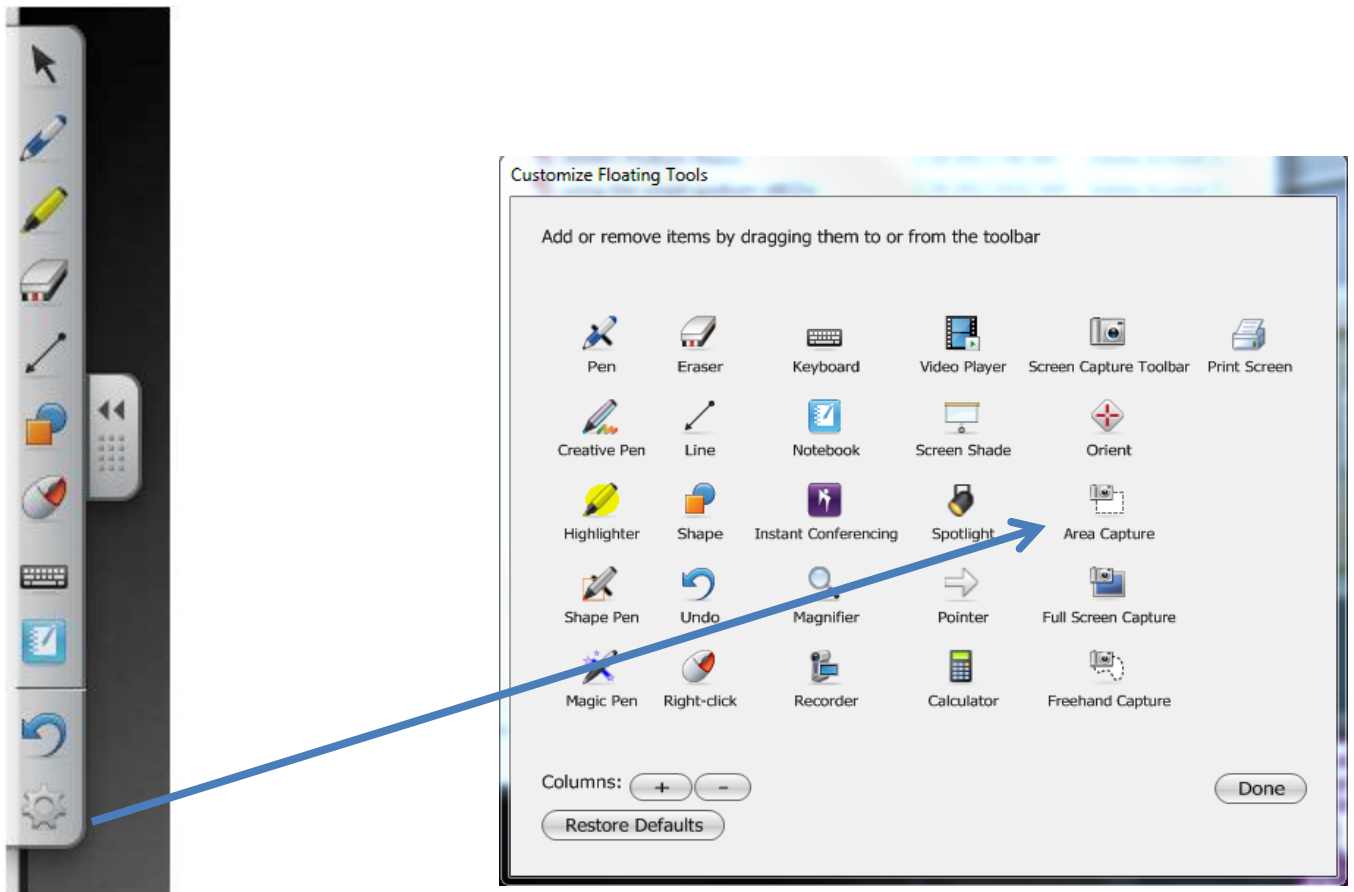 Customize Floating Tools
Add or remove items by dragging them to or from the toolbar
Pen Eraser Keyboard Video Player Screen Capture Toolbar Print Screen
Creative Pen Line Notebook Screen Shade Orient
Highlighter Shape Instant Conferencing Spotlight Area Capture
Shape Pen Undo Magnifier Pointer Full Screen Capture
Magic Pen Right-click Recorder Calculator Freehand Capture
Columns: + - Done
Restore Defaults